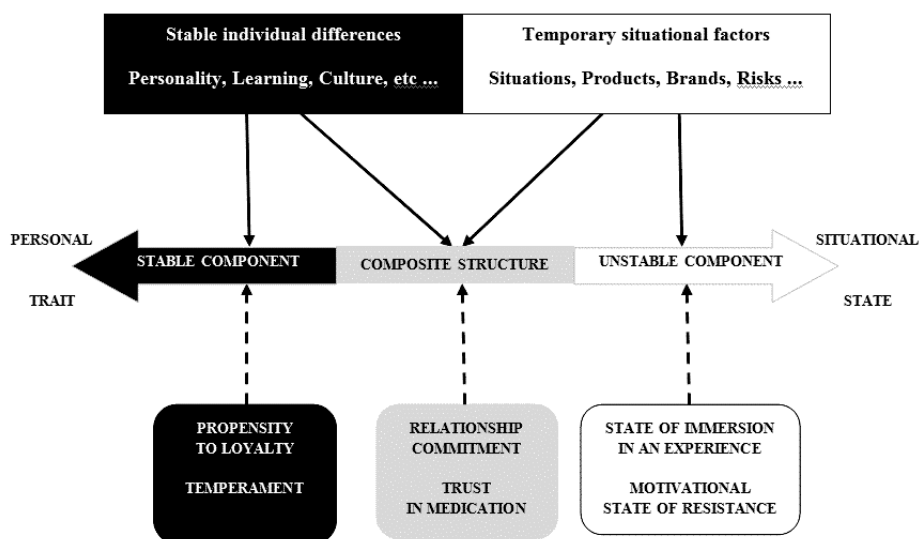 Stable individual differences
Personality, Learning, Culture, etc ...
Temporary situational factors
Situations, Products, Brands, Risks ...
PERSONAL
TRAIT
STABLE COMPONENT
COMPOSITE STRUCTURE
UNSTABLE COMPONENT
SITUATIONAL
STATE
PROPENSITY
TO LOYALTY
TEMPERAMENT
RELATIONSHIP
COMMITMENT
TRUST
IN MEDICATION
STATE OF IMMERSION
IN AN EXPERIENCE
MOTIVATIONAL
STATE OF RESISTANCE